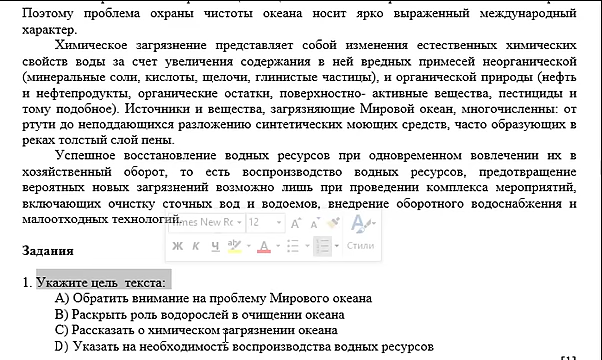 Поэтому проблема охраны чистоты океана носит ярко выраженный международный
характер.
Химическое загрязнение представляет собой изменения естественных химических
свойств воды за счет увеличения содержания в ней вредных примесей неорганической
(минеральные соли, кислоты, щелочи, глинистые частицы), и органической природы (нефть
и нефтепродукты, органические остатки, поверхностно- активные вещества, пестициды и
тому подобное). Источники и вещества, загрязняющие Мировой океан, многочисленны: от
ртути до неподдающихся разложению синтетических моющих средств, часто образующих в
реках толстый слой пены.
Успешное восстановление водных ресурсов при одновременном вовлечении их в
хозяйственный оборот, то есть воспроизводство водных ресурсов, предотвращение
вероятных новых загрязнений возможно лишь при проведении комплекса мероприятий,
включающих очистку сточных вод и водоемов, внедрение оборотного водоснабжения и
малоотходных технологий.
Times New Rc 12
Ж К Ч Стили
Задания
1. Укажите цель текста:
A) Обратить внимание на проблему Мирового океана
B) Раскрыть роль водорослей в очищении океана
C) Рассказать о химическом загрязнении океана
D) Указать на необходимость воспроизводства водных ресурсов
[1]